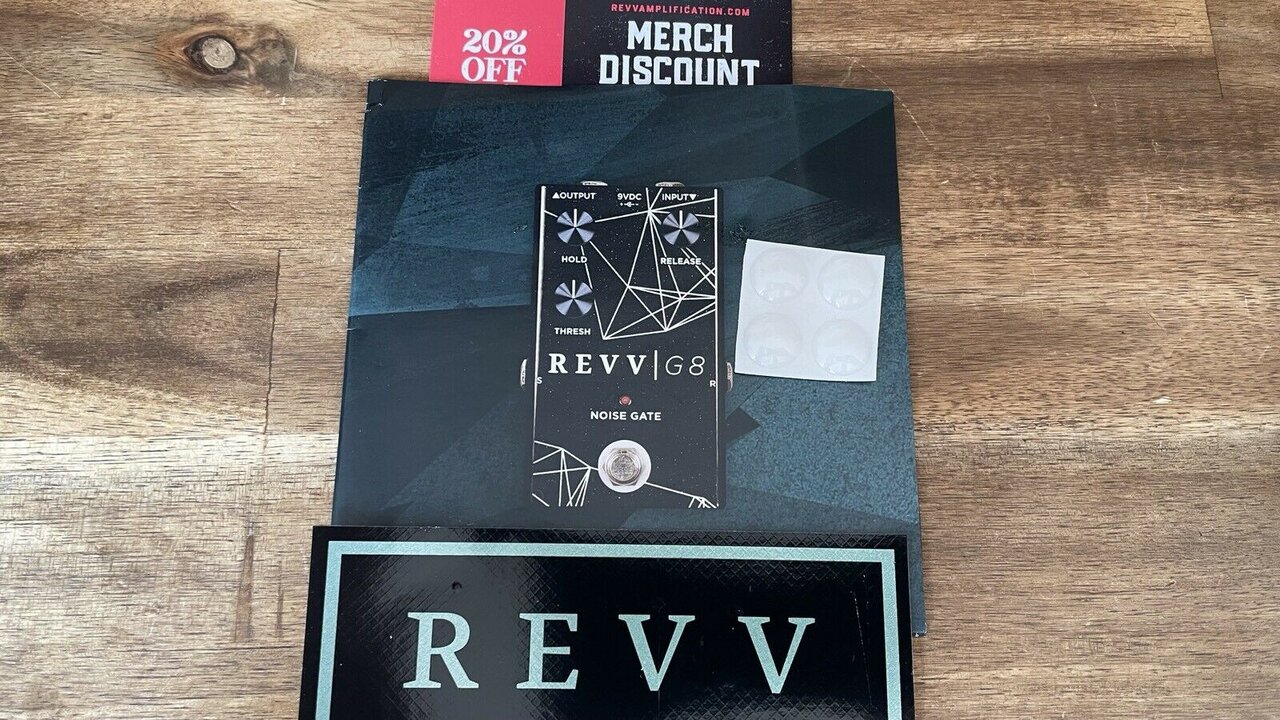 REVVAMPLIFICATION.COM
20%
OFF
MERCH
DISCOUNT
▲OUTPUT 9VDC INPUT▼
HOLD RELEASE
THRESH
REVV|G8
S R
NOISE GATE
REVV